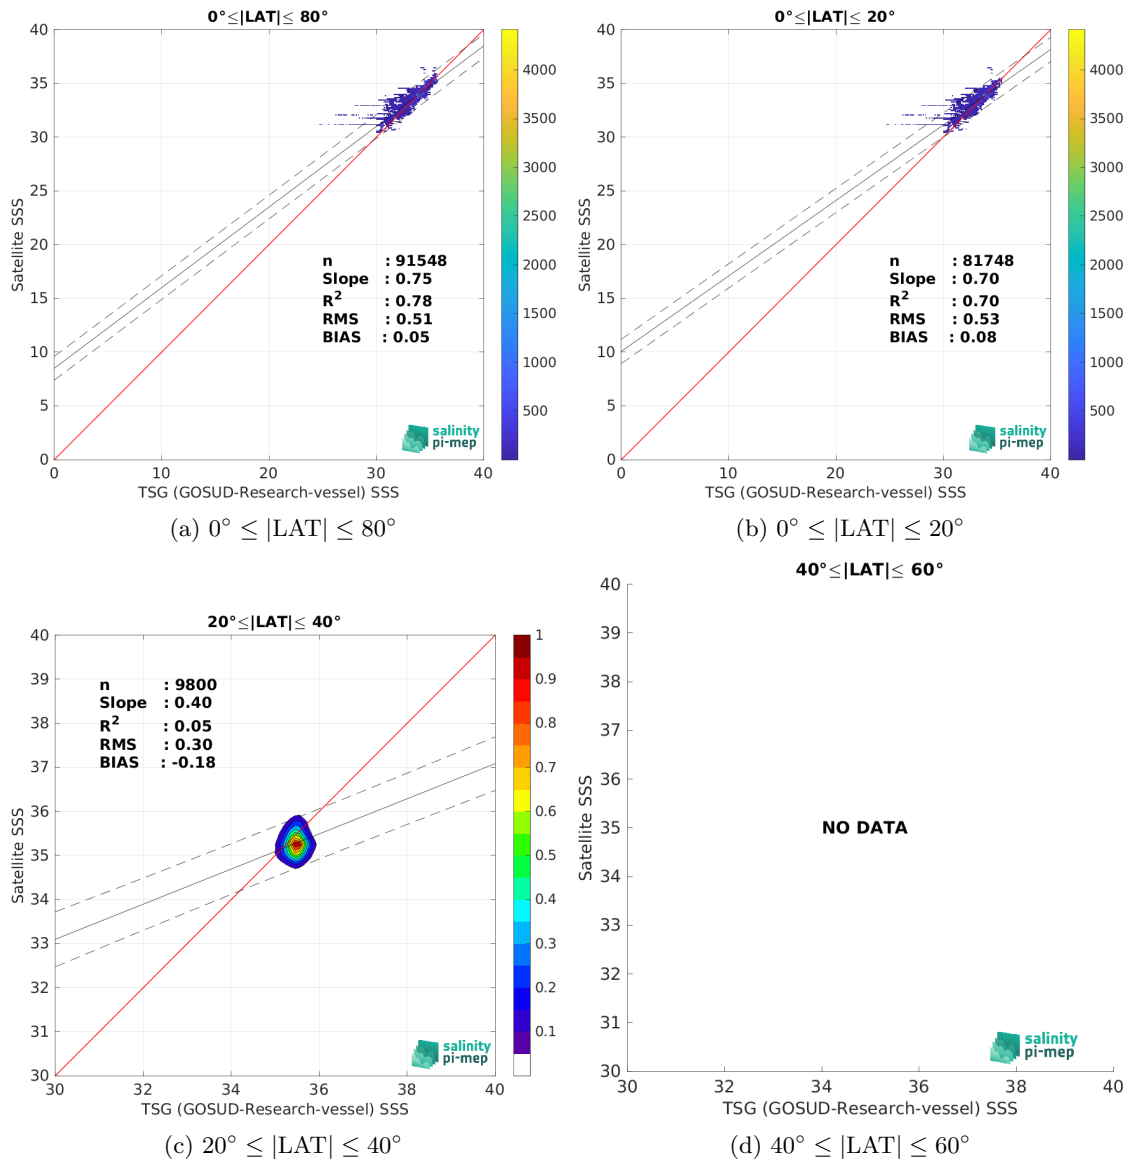 0°≤|LAT|≤ 80°
40
35
30
25
20
15
10
5
0
Satellite SSS
n : 91548
Slope : 0.75
R² : 0.78
RMS : 0.51
BIAS : 0.05
salinity
pi-mep
0 10 20 30 40
TSG (GOSUD-Research-vessel) SSS
4000
3500
3000
2500
2000
1500
1000
500
(a) 0° ≤ |LAT| ≤ 80°
0°≤|LAT|≤ 20°
40
35
30
25
20
15
10
5
0
Satellite SSS
n : 81748
Slope : 0.70
R² : 0.70
RMS : 0.53
BIAS : 0.08
salinity
pi-mep
0 10 20 30 40
TSG (GOSUD-Research-vessel) SSS
4000
3500
3000
2500
2000
1500
1000
500
(b) 0° ≤ |LAT| ≤ 20°
20°≤|LAT|≤ 40°
40
39
38
37
36
35
34
33
32
31
30
Satellite SSS
n : 9800
Slope : 0.40
R² : 0.05
RMS : 0.30
BIAS : -0.18
salinity
pi-mep
30 32 34 36 38 40
TSG (GOSUD-Research-vessel) SSS
1
0.9
0.8
0.7
0.6
0.5
0.4
0.3
0.2
0.1
(c) 20° ≤ |LAT| ≤ 40°
40°≤|LAT|≤ 60°
40
39
38
37
36
35
34
33
32
31
30
Satellite SSS
NO DATA
salinity
pi-mep
30 32 34 36 38 40
TSG (GOSUD-Research-vessel) SSS
(d) 40° ≤ |LAT| ≤ 60°